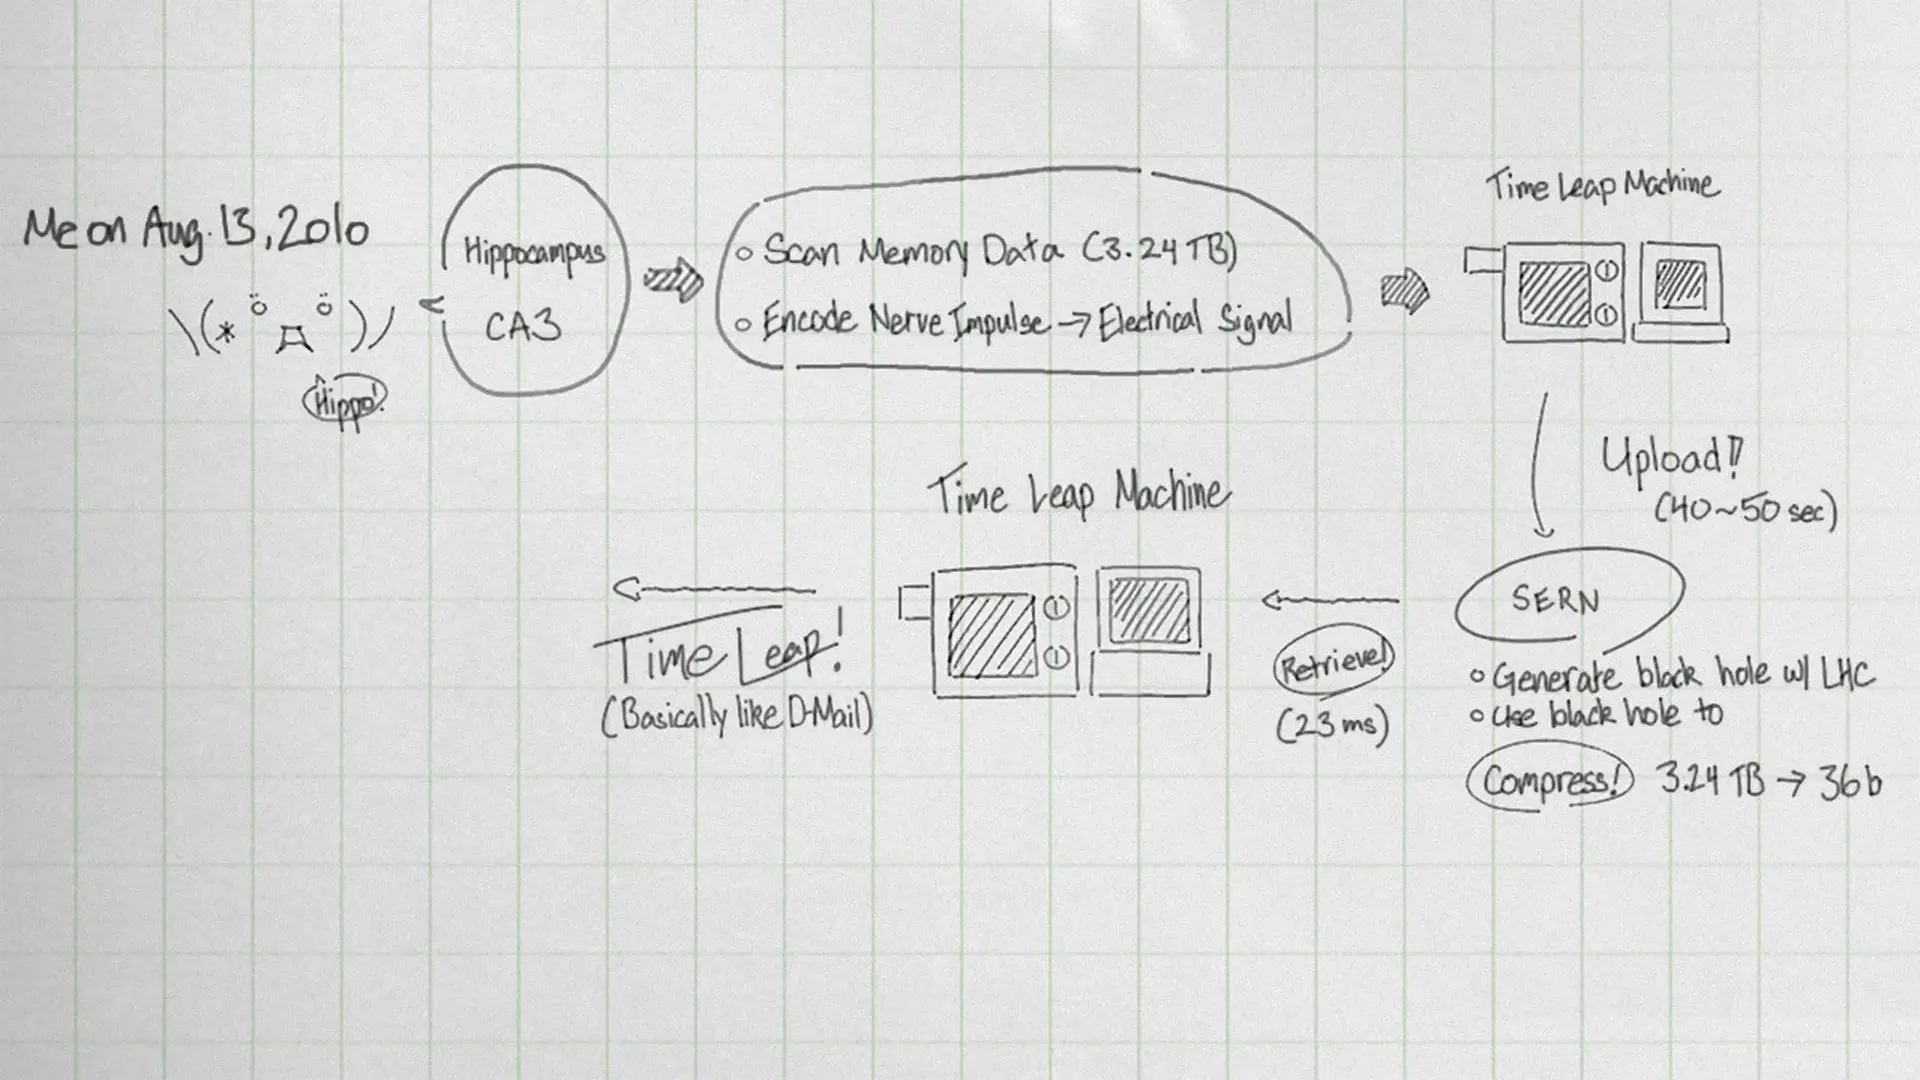 Me on Aug. 13, 2010
\(* ö д ö )/
Hippo!
Hippocampus
CA3
○ Scan Memory Data (3.24 TB)
○ Encode Nerve Impulse → Electrical Signal
Time Leap Machine
Upload!!
(40~50 sec)
SERN
○ Generate black hole w/ LHC
○ Use black hole to
Compress! 3.24 TB → 36b
Retrieve!
(23 ms)
Time Leap Machine
Time Leap!
(Basically like D-Mail)